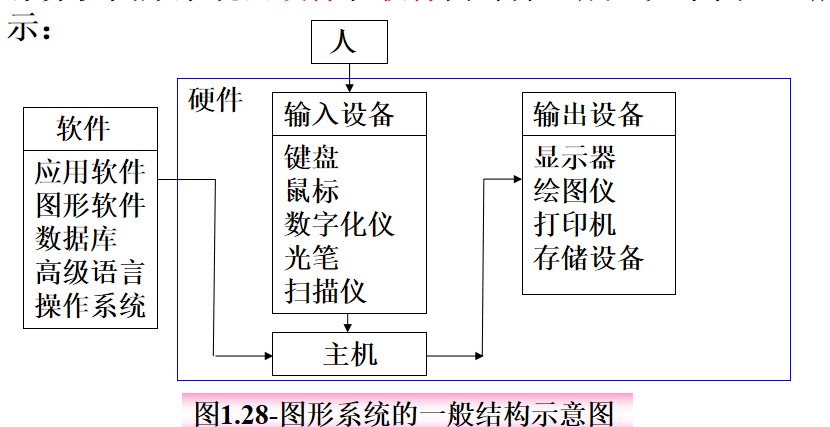 示：
人
硬件
软件
应用软件
图形软件
数据库
高级语言
操作系统
输入设备
键盘
鼠标
数字化仪
光笔
扫描仪
主机
输出设备
显示器
绘图仪
打印机
存储设备
图1.28-图形系统的一般结构示意图